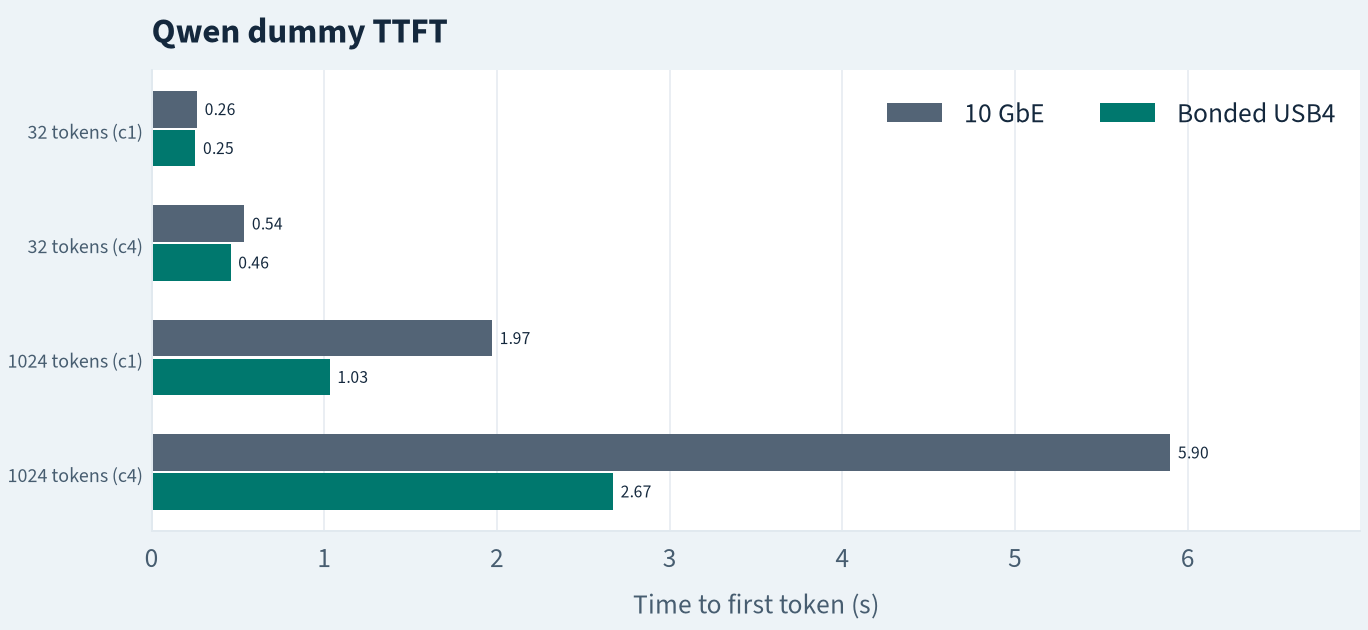 Qwen dummy TTFT
10 GbE
Bonded USB4
32 tokens (c1)
0.26
0.25
32 tokens (c4)
0.54
0.46
1024 tokens (c1)
1.97
1.03
1024 tokens (c4)
5.90
2.67
0 1 2 3 4 5 6
Time to first token (s)